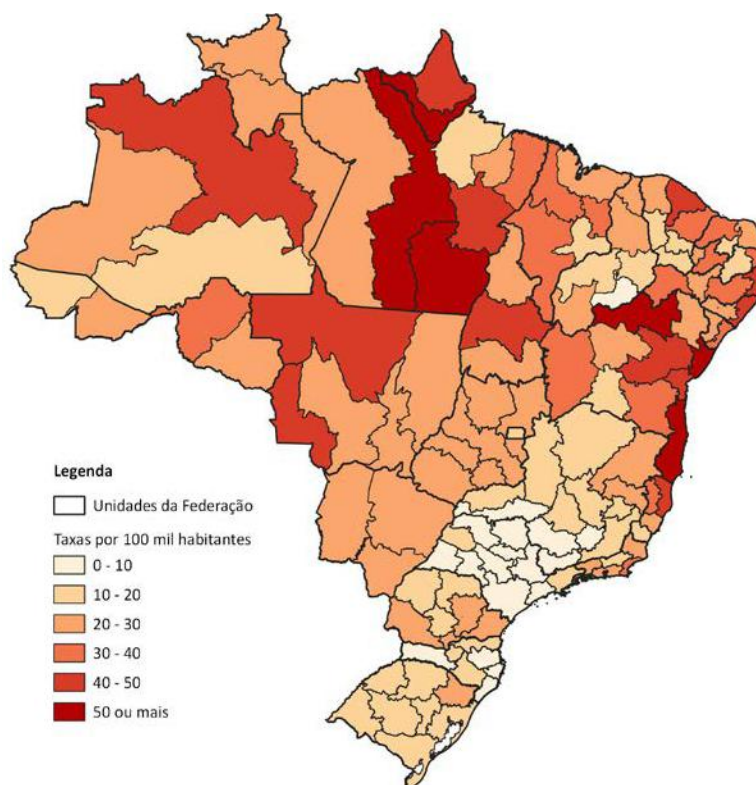 Legenda
Unidades da Federação
Taxas por 100 mil habitantes
0 - 10
10 - 20
20 - 30
30 - 40
40 - 50
50 ou mais